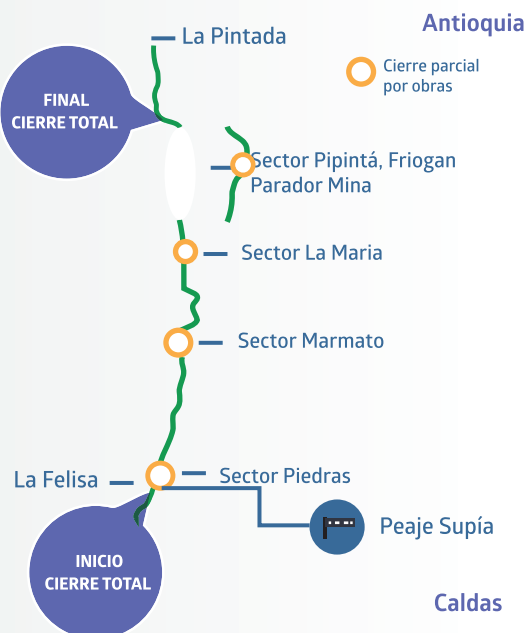 Antioquia
La Pintada
Cierre parcial
por obras
FINAL
CIERRE TOTAL
Sector Pipintá, Friogan
Parador Mina
Sector La Maria
Sector Marmato
La Felisa
Sector Piedras
Peaje Supía
INICIO
CIERRE TOTAL
Caldas